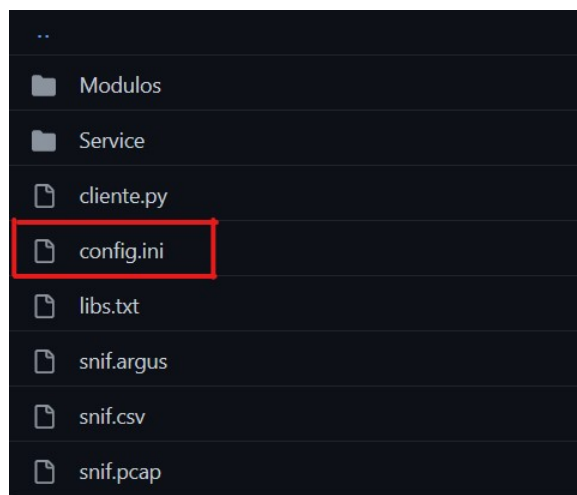 ..
Modulos
Service
cliente.py
config.ini
libs.txt
snif.argus
snif.csv
snif.pcap